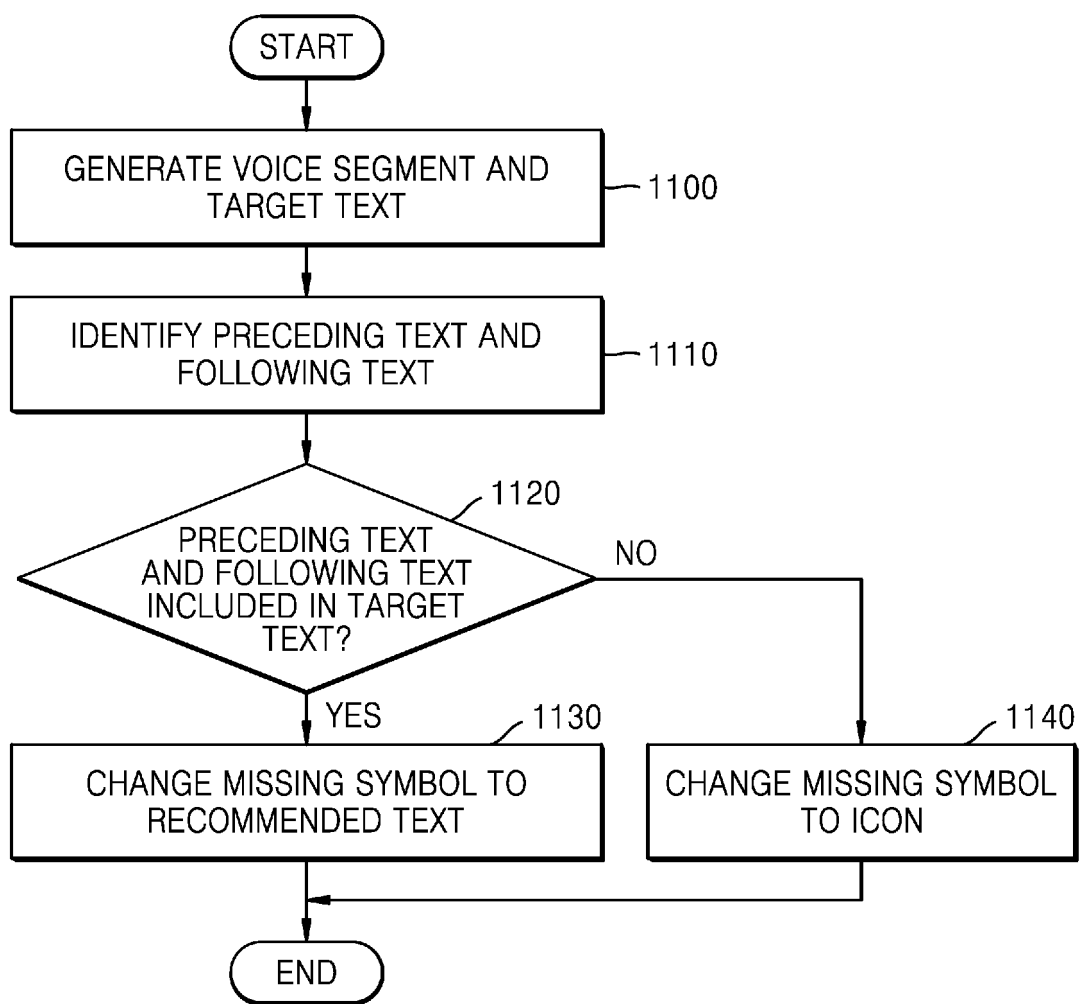 START
GENERATE VOICE SEGMENT AND
TARGET TEXT
1100
IDENTIFY PRECEDING TEXT AND
FOLLOWING TEXT
1110
1120
PRECEDING TEXT
AND FOLLOWING TEXT
INCLUDED IN TARGET
TEXT?
NO
YES
1130
CHANGE MISSING SYMBOL TO
RECOMMENDED TEXT
1140
CHANGE MISSING SYMBOL
TO ICON
END